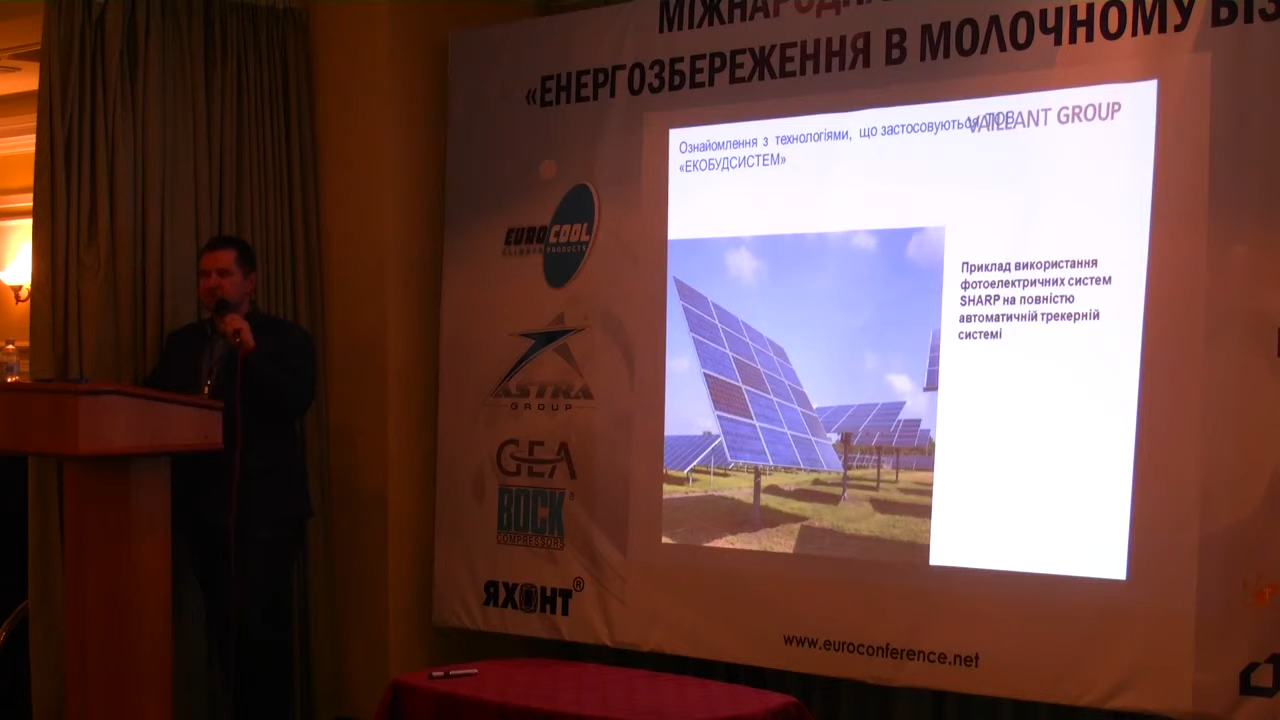 «ЕНЕРГОЗБЕРЕЖЕННЯ В МОЛОЧНОМУ
VAILLANT GROUP
Ознайомлення з технологіями, що застосовуються ТОВ
«ЕКОБУДСИСТЕМ»
Приклад використання
фотоелектричних систем
SHARP на повністю
автоматичній трекерній
системі
EUROCOOL
CLIMATE PRODUCTS
ASTRA
GROUP
GEA
BOCK
COMPRESSORS
ЯХОНТ®
www.euroconference.net